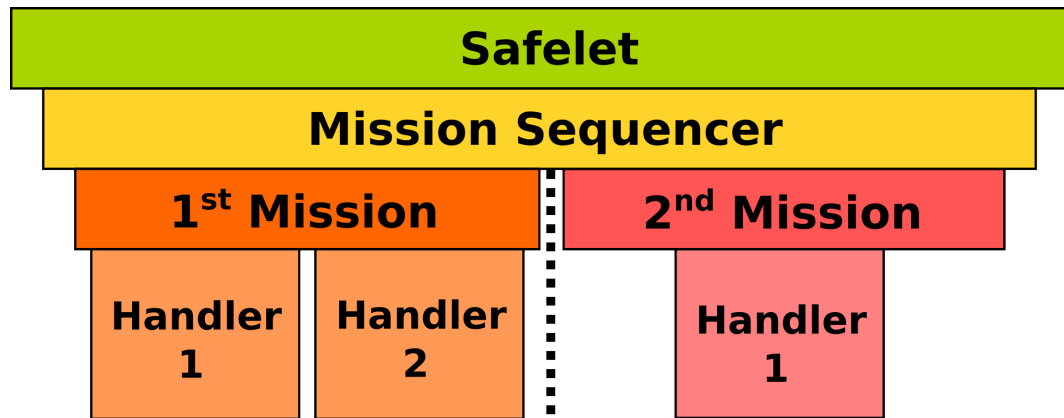 Safelet
Mission Sequencer
1st Mission
2nd Mission
Handler
1
Handler
2
Handler
1